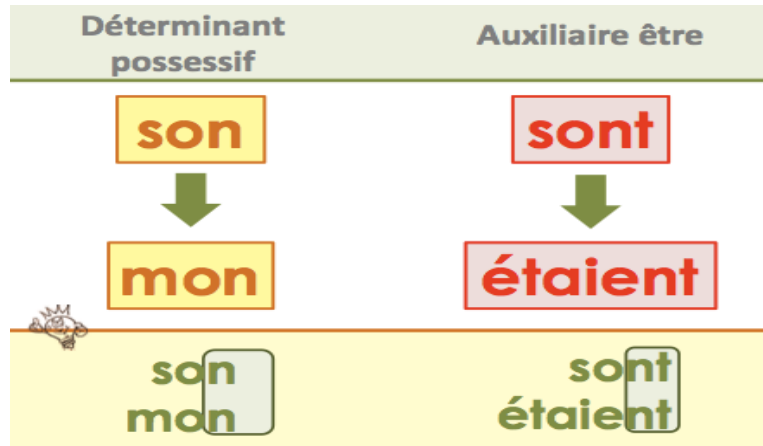 Déterminant
possessif
Auxiliaire être
son
sont
mon
étaient
son
mon
sont
étaient